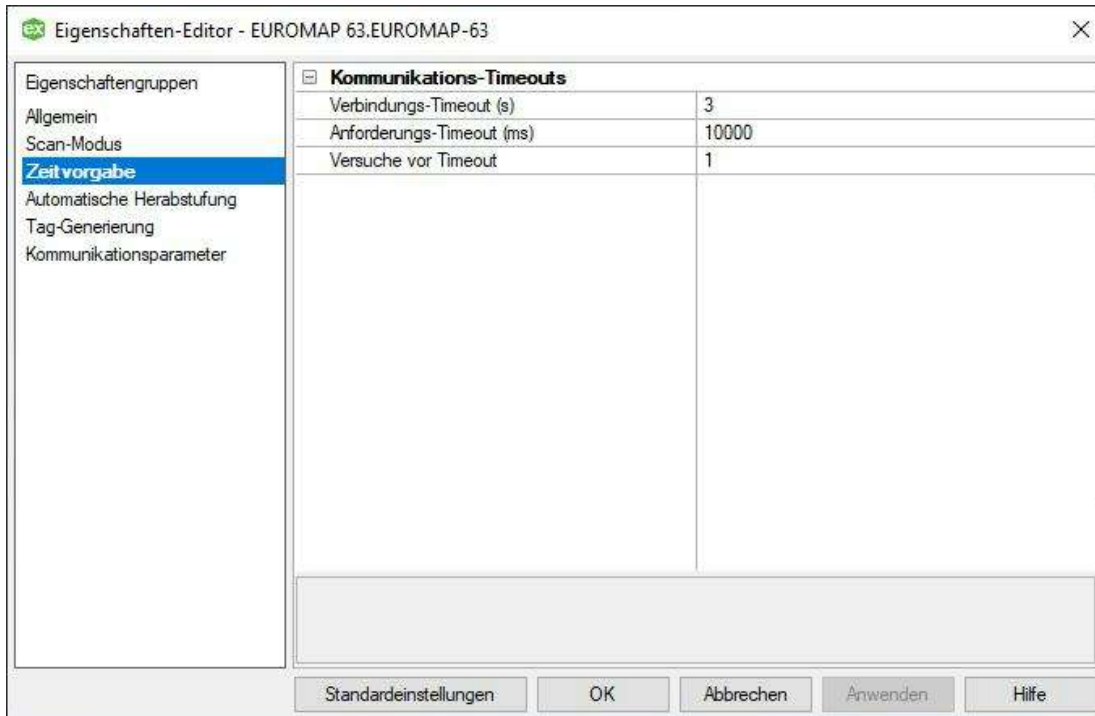 ex Eigenschaften-Editor - EUROMAP 63.EUROMAP-63
Eigenschaftengruppen
Allgemein
Scan-Modus
Zeitvorgabe
Automatische Herabstufung
Tag-Generierung
Kommunikationsparameter
Kommunikations-Timeouts
Verbindungs-Timeout (s) 3
Anforderungs-Timeout (ms) 10000
Versuche vor Timeout 1
Standardeinstellungen OK Abbrechen Anwenden Hilfe